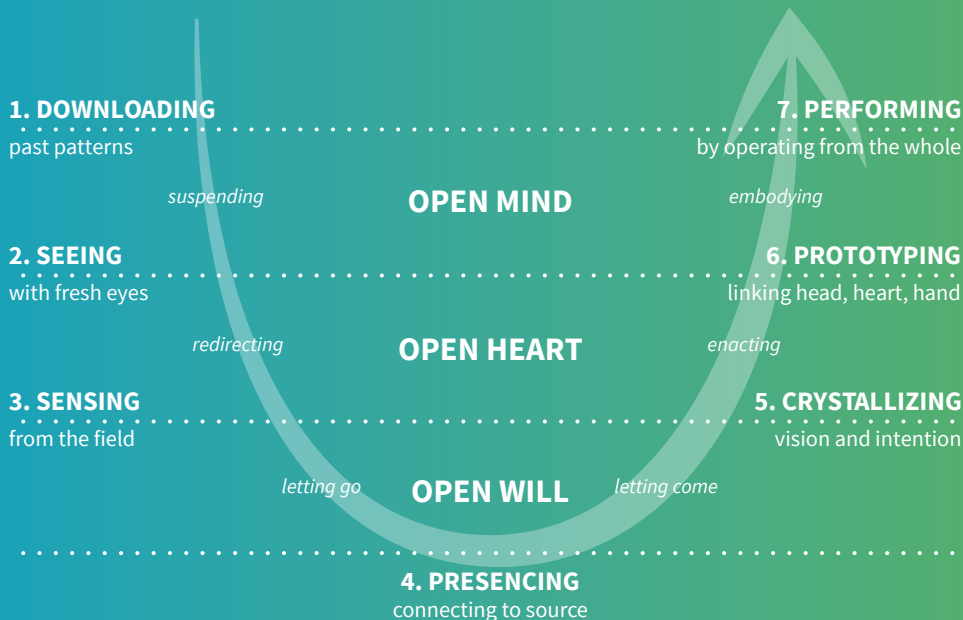 1. DOWNLOADING
7. PERFORMING
past patterns
by operating from the whole
suspending
OPEN MIND
embodying
2. SEEING
6. PROTOTYPING
with fresh eyes
linking head, heart, hand
redirecting
OPEN HEART
enacting
3. SENSING
5. CRYSTALLIZING
from the field
vision and intention
letting go
OPEN WILL
letting come
4. PRESENCING
connecting to source